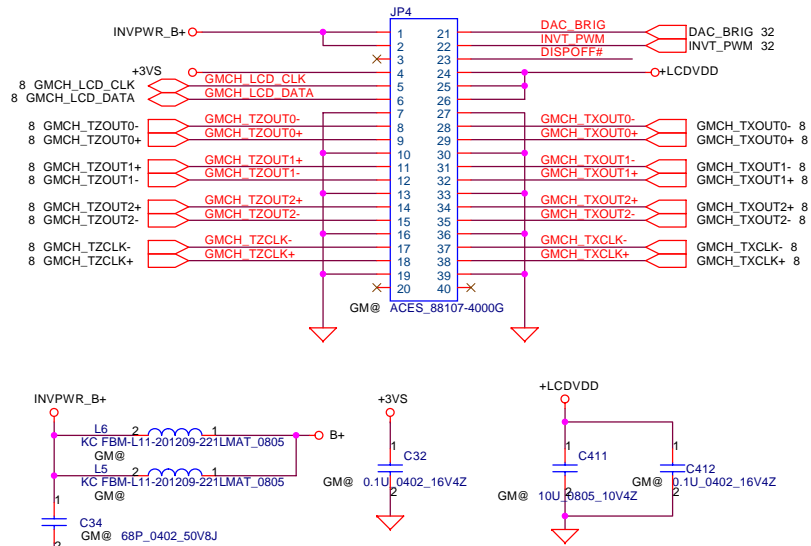 JP4
INVPWR_B+ 1 21 DAC_BRIG DAC_BRIG 32
2 22 INVT_PWM INVT_PWM 32
3 23 DISPOFF#
+3VS 4 24 +LCDVDD
8 GMCH_LCD_CLK GMCH_LCD_CLK 5 25
8 GMCH_LCD_DATA GMCH_LCD_DATA 6 26
7 27
8 GMCH_TZOUT0- GMCH_TZOUT0- 8 28 GMCH_TXOUT0- GMCH_TXOUT0- 8
8 GMCH_TZOUT0+ GMCH_TZOUT0+ 9 29 GMCH_TXOUT0+ GMCH_TXOUT0+ 8
10 30
8 GMCH_TZOUT1+ GMCH_TZOUT1+ 11 31 GMCH_TXOUT1- GMCH_TXOUT1- 8
8 GMCH_TZOUT1- GMCH_TZOUT1- 12 32 GMCH_TXOUT1+ GMCH_TXOUT1+ 8
13 33
8 GMCH_TZOUT2+ GMCH_TZOUT2+ 14 34 GMCH_TXOUT2+ GMCH_TXOUT2+ 8
8 GMCH_TZOUT2- GMCH_TZOUT2- 15 35 GMCH_TXOUT2- GMCH_TXOUT2- 8
16 36
8 GMCH_TZCLK- GMCH_TZCLK- 17 37 GMCH_TXCLK- GMCH_TXCLK- 8
8 GMCH_TZCLK+ GMCH_TZCLK+ 18 38 GMCH_TXCLK+ GMCH_TXCLK+ 8
19 39
20 40
GM@ ACES_88107-4000G
INVPWR_B+
L6
2 1
KC FBM-L11-201209-221LMAT_0805
GM@
B+
L5
2 1
KC FBM-L11-201209-221LMAT_0805
GM@
1
C34
GM@ 68P_0402_50V8J
2
+3VS
1
C32
GM@ 0.1U_0402_16V4Z
2
+LCDVDD
1
C411
GM@ 10U_0805_10V4Z
2
1
C412
GM@ 0.1U_0402_16V4Z
2